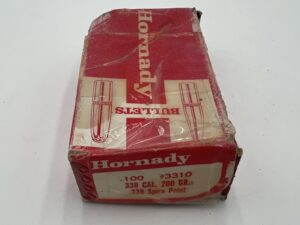 Hornady
BULLETS
Hornady
100 #3310
338 CAL. 200 GR.
338 Spire Point